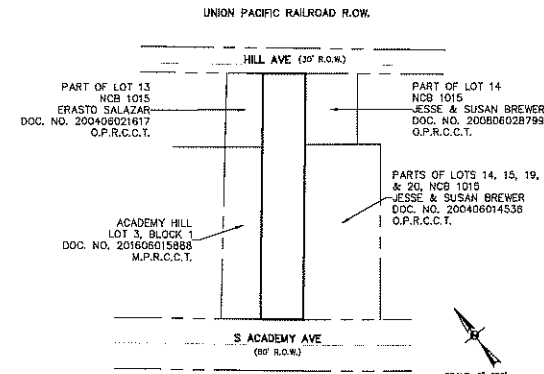 UNION PACIFIC RAILROAD R.OW.
HILL AVE (30' R.O.W.)
PART OF LOT 13
NCB 1015
ERASTO SALAZAR
DOC. NO. 200406021617
O.P.R.C.C.T.
PART OF LOT 14
NCB 1015
JESSE & SUSAN BREWER
DOC. NO. 200806028799
O.P.R.C.C.T.
PARTS OF LOTS 14, 15, 19,
& 20, NCB 1015
JESSE & SUSAN BREWER
DOC. NO. 200406014536
O.P.R.C.C.T.
ACADEMY HILL
LOT 3, BLOCK 1
DOC. NO. 201606015888
M.P.R.C.C.T.
S ACADEMY AVE
(80' R.O.W.)